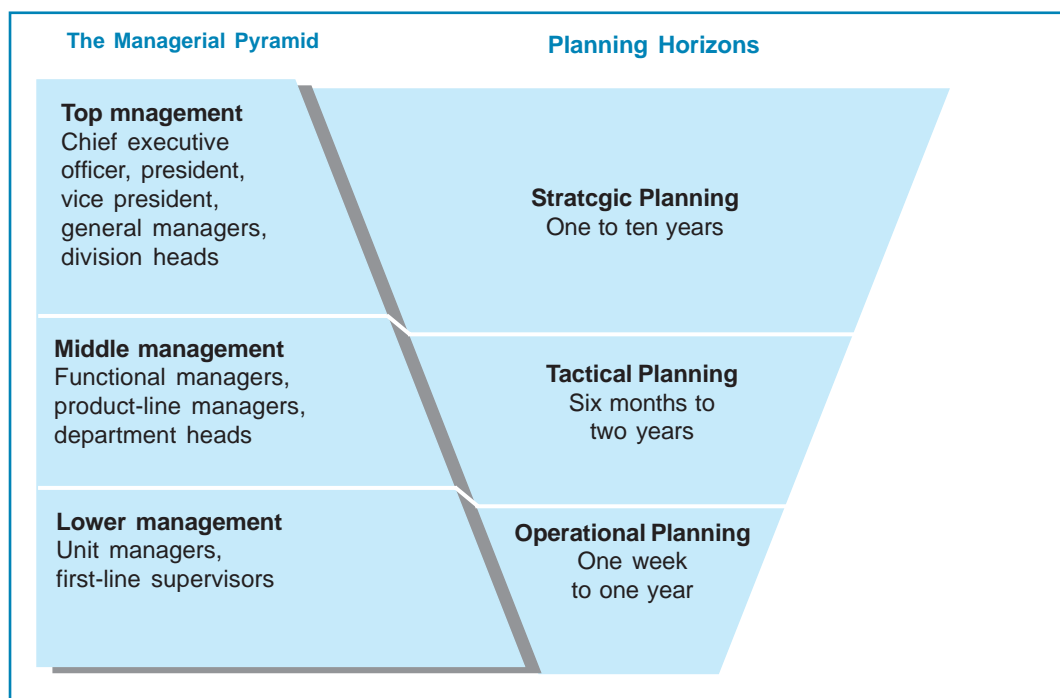 The Managerial Pyramid
Planning Horizons
Top mnagement
Chief executive
officer, president,
vice president,
general managers,
division heads
Stratcgic Planning
One to ten years
Middle management
Functional managers,
product-line managers,
department heads
Tactical Planning
Six months to
two years
Lower management
Unit managers,
first-line supervisors
Operational Planning
One week
to one year